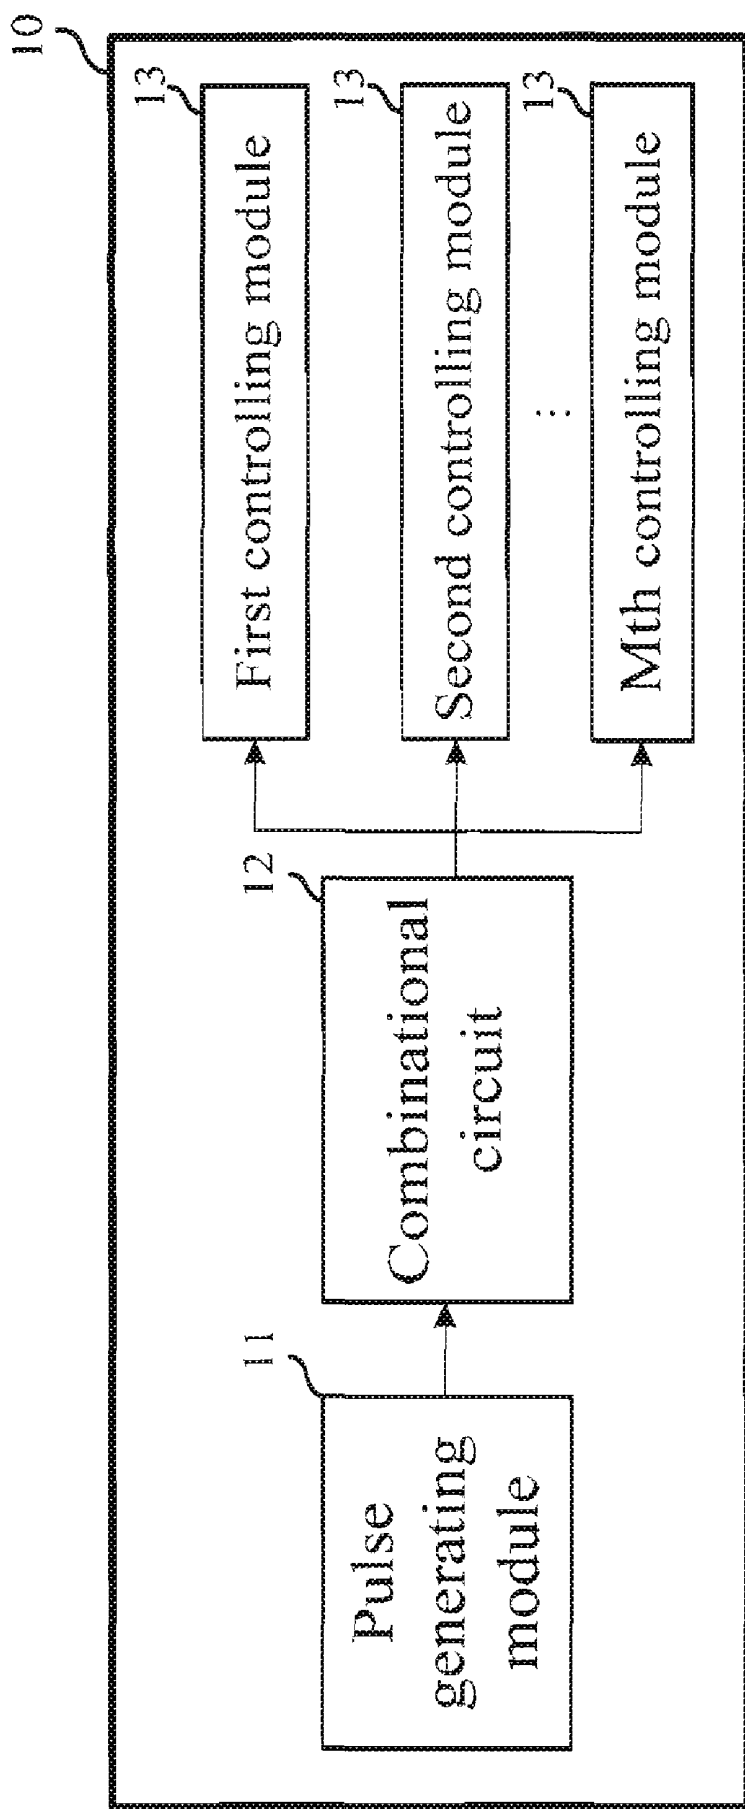 10
11
Pulse
generating
module
12
Combinational
circuit
13
First controlling module
13
Second controlling module
...
13
Mth controlling module